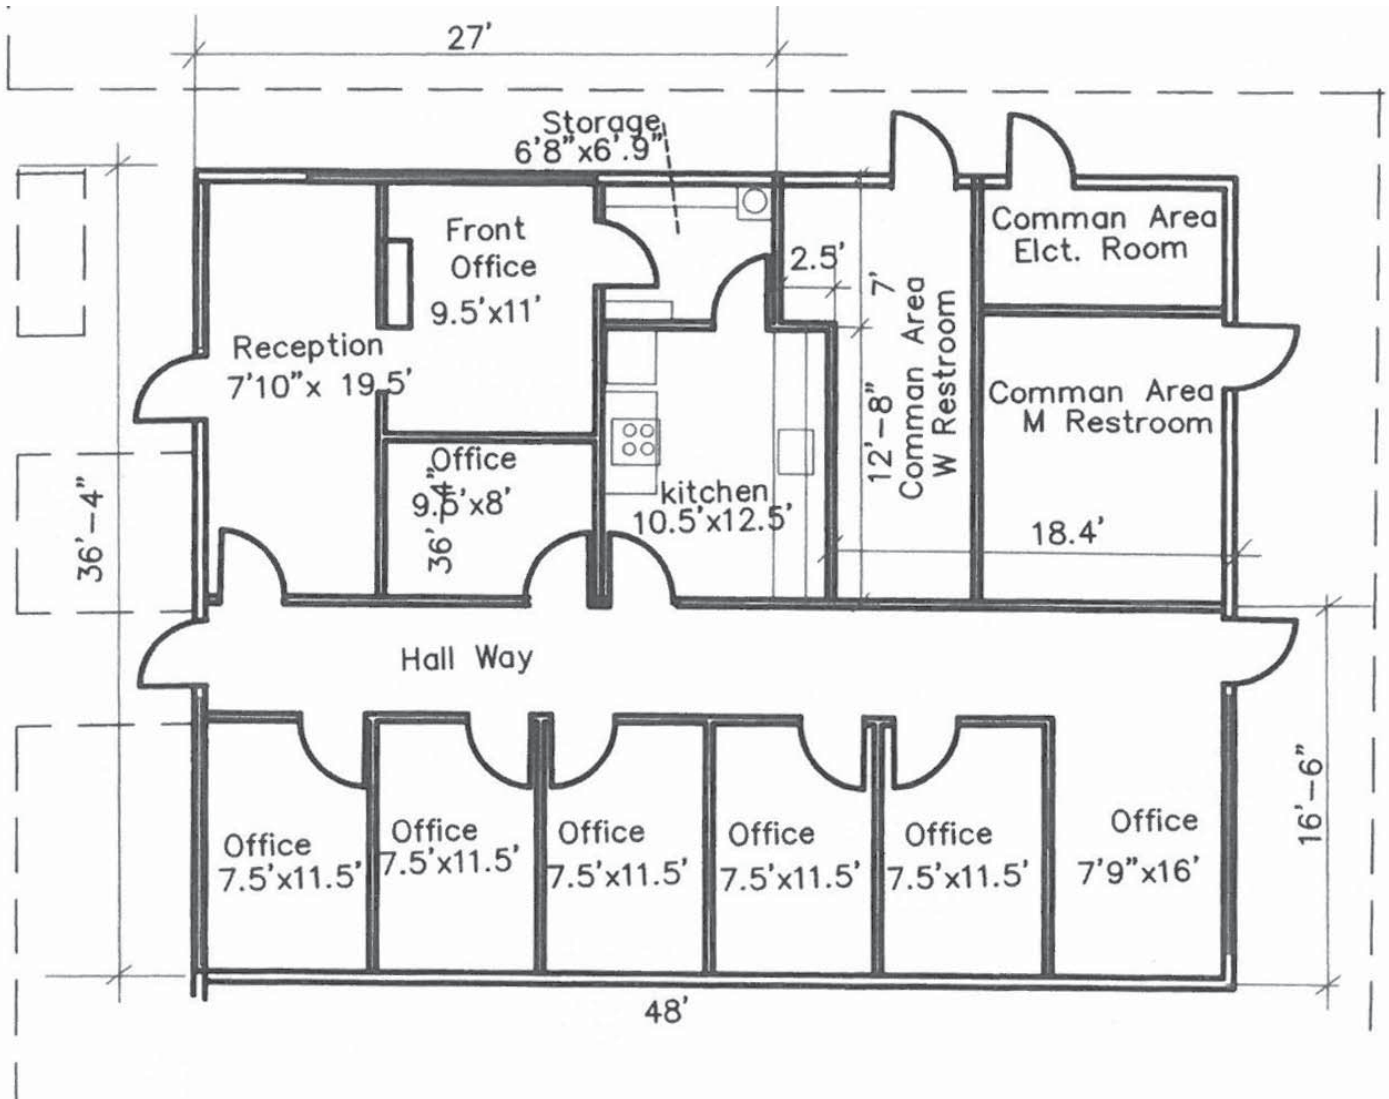 27'
Storage
6'8"x6'.9"
Front
Office
9.5'x11'
2.5'
7'
Comman Area
Elct. Room
Reception
7'10"x 19.5'
12'-8"
Comman Area
W Restroom
Comman Area
M Restroom
Office
9.5'x8'
36'
4"
kitchen
10.5'x12.5'
18.4'
36'-4"
Hall Way
16'-6"
Office
7.5'x11.5'
Office
7.5'x11.5'
Office
7.5'x11.5'
Office
7.5'x11.5'
Office
7.5'x11.5'
Office
7'9"x16'
48'